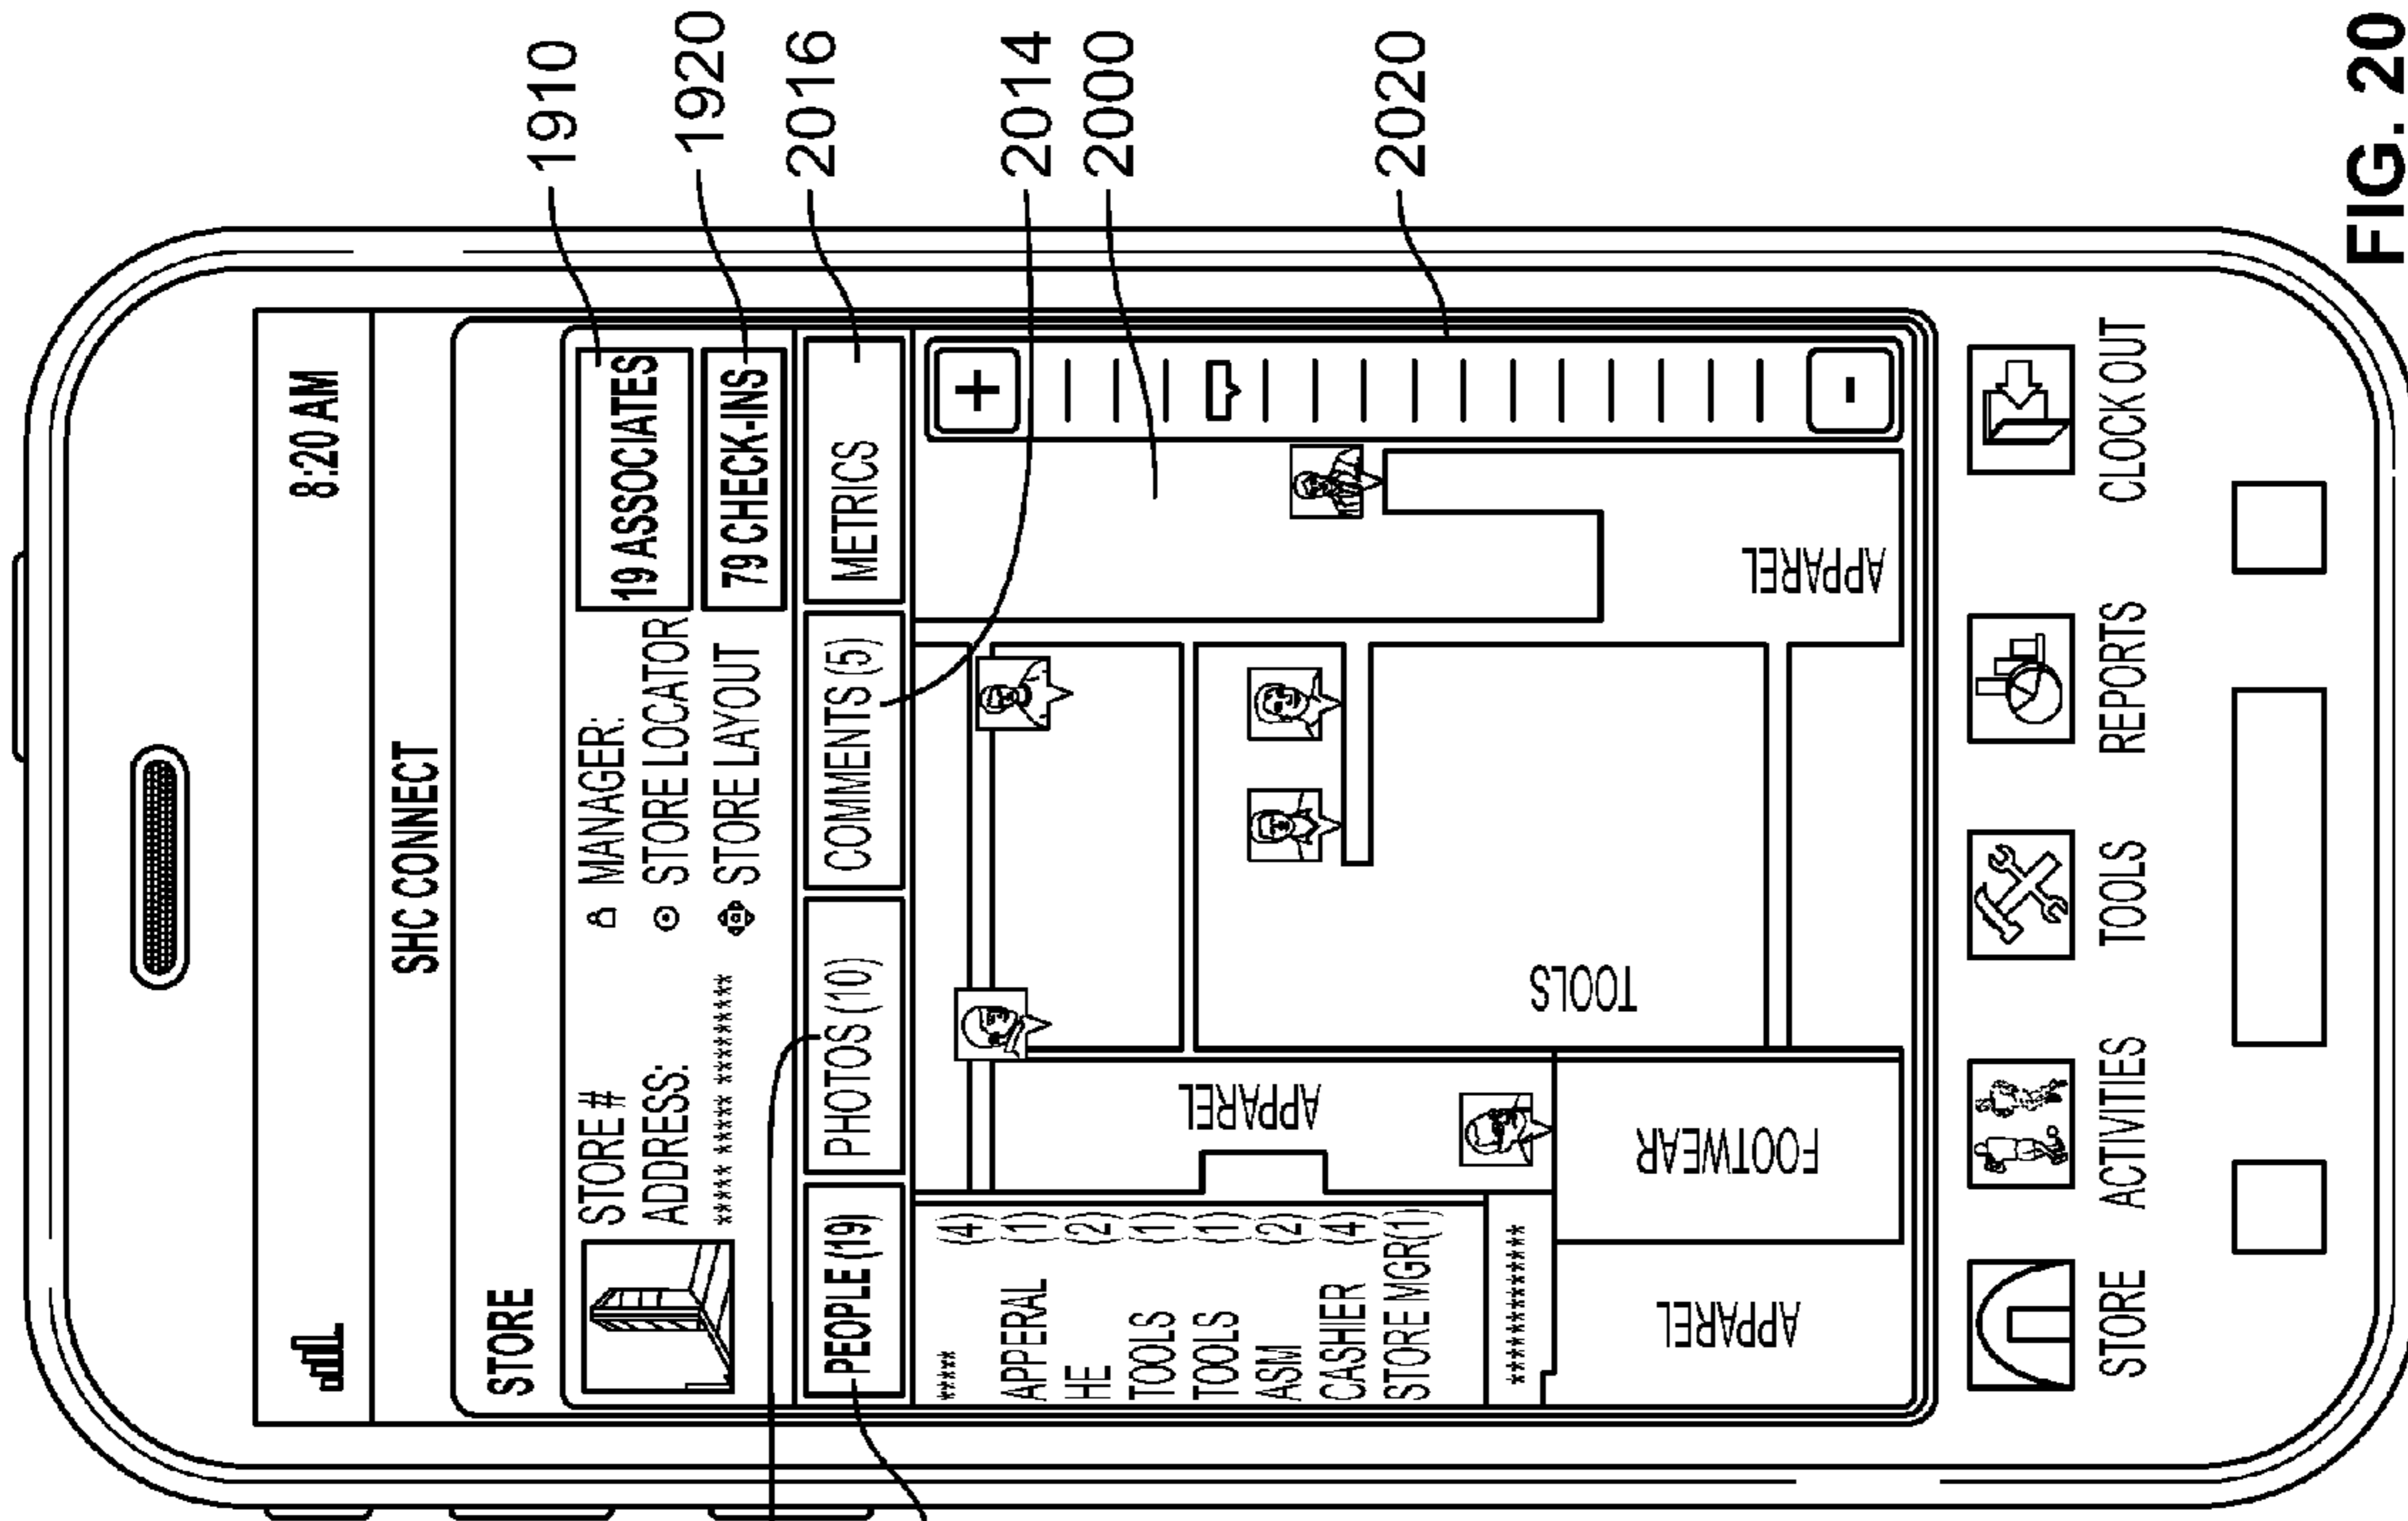 8:20 AM
SHC CONNECT
STORE
STORE #
ADDRESS:
***** ***** ***** *********
MANAGER:
STORE LOCATOR
STORE LAYOUT
19 ASSOCIATES
79 CHECK-INS
PEOPLE (19)
PHOTOS (10)
COMMENTS (5)
METRICS
***** (4)
APPERAL (1)
HE (2)
TOOLS (1)
TOOLS (1)
ASM (2)
CASHIER (4)
STORE MGR(1)
***************
APPAREL
APPAREL
FOOTWEAR
TOOLS
APPAREL
+
-
STORE
ACTIVITIES
TOOLS
REPORTS
CLOCK OUT
1910
1920
2016
2014
2000
2020
FIG. 20